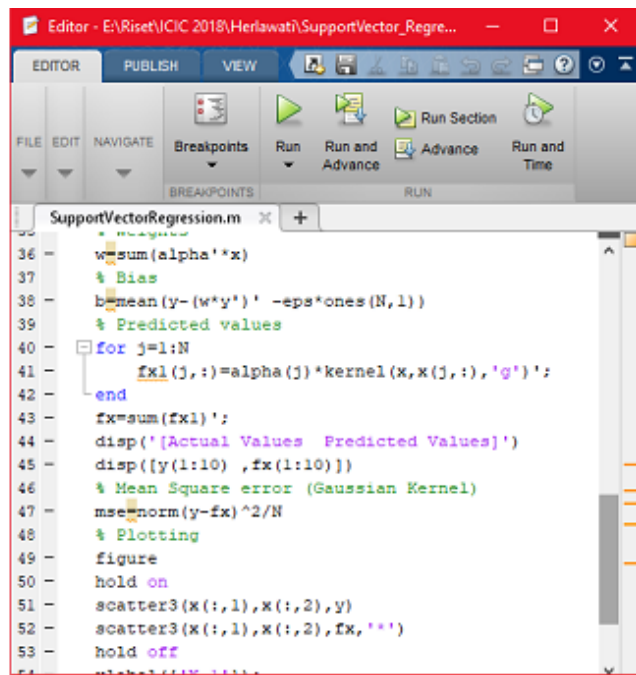 Editor - E:\Riset\ICIC 2018\Herlawati\SupportVector_Regre...
EDITOR PUBLISH VIEW
FILE EDIT NAVIGATE Breakpoints Run Run and Advance Run Section Advance Run and Time
BREAKPOINTS RUN
SupportVectorRegression.m
35 % Weights
36 w=sum(alpha'*x)
37 % Bias
38 b=mean(y-(w*y')' -eps*ones(N,1))
39 % Predicted values
40 for j=1:N
41 fx1(j,:)=alpha(j)*kernel(x,x(j,:),'g')';
42 end
43 fx=sum(fx1)';
44 disp('[Actual Values Predicted Values]')
45 disp([y(1:10) ,fx(1:10)])
46 % Mean Square error (Gaussian Kernel)
47 mse=norm(y-fx)^2/N
48 % Plotting
49 figure
50 hold on
51 scatter3(x(:,1),x(:,2),y)
52 scatter3(x(:,1),x(:,2),fx,'*')
53 hold off